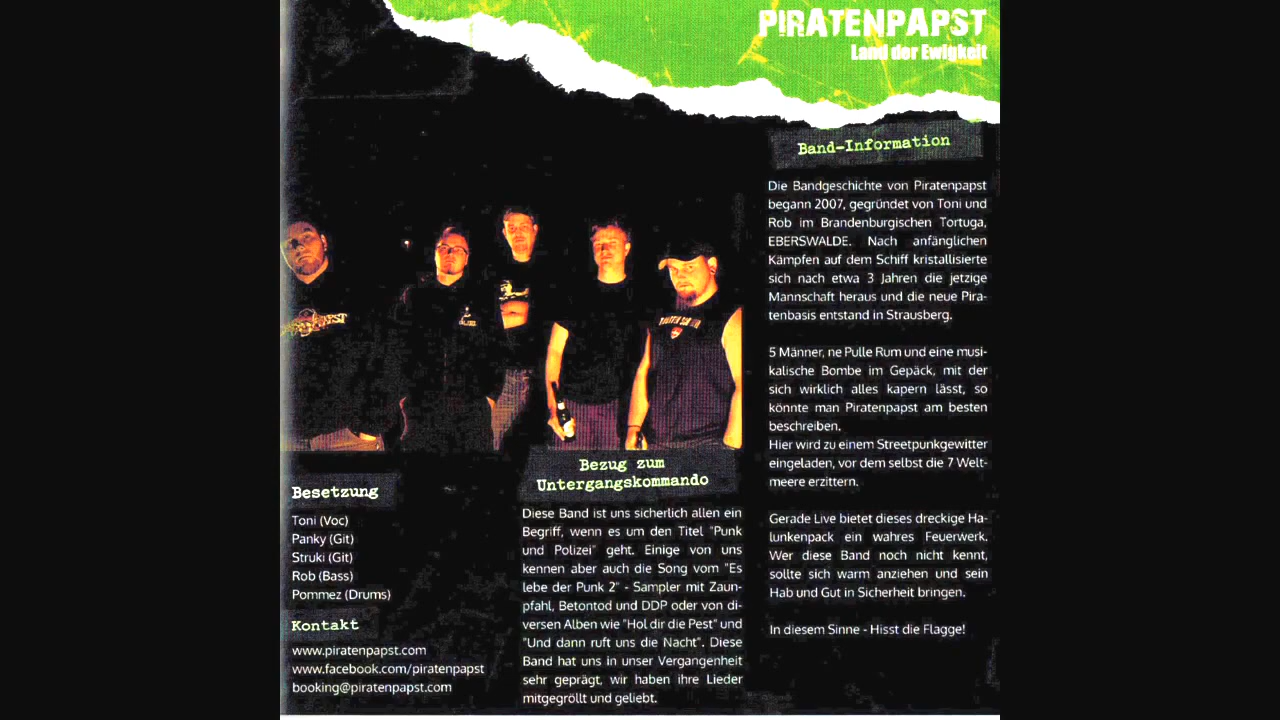 PIRATENPAPST
Land der Ewigkeit
Band-Information
Die Bandgeschichte von Piratenpapst
begann 2007, gegründet von Toni und
Rob im Brandenburgischen Tortuga,
EBERSWALDE. Nach anfänglichen
Kämpfen auf dem Schiff kristallisierte
sich nach etwa 3 Jahren die jetzige
Mannschaft heraus und die neue Pira-
tenbasis entstand in Strausberg.
5 Männer, ne Pulle Rum und eine musi-
kalische Bombe im Gepäck, mit der
sich wirklich alles kapern lässt, so
könnte man Piratenpapst am besten
beschreiben.
Hier wird zu einem Streetpunkgewitter
eingeladen, vor dem selbst die 7 Welt-
meere erzittern.
Gerade Live bietet dieses dreckige Ha-
lunkenpack ein wahres Feuerwerk.
Wer diese Band noch nicht kennt,
sollte sich warm anziehen und sein
Hab und Gut in Sicherheit bringen.
In diesem Sinne - Hisst die Flagge!
Besetzung
Toni (Voc)
Panky (Git)
Struki (Git)
Rob (Bass)
Pommez (Drums)
Kontakt
www.piratenpapst.com
www.facebook.com/piratenpapst
booking@piratenpapst.com
Bezug zum
Untergangskommando
Diese Band ist uns sicherlich allen ein
Begriff, wenn es um den Titel "Punk
und Polizei" geht. Einige von uns
kennen aber auch die Song vom "Es
lebe der Punk 2" - Sampler mit Zaun-
pfahl, Betontod und DDP oder von di-
versen Alben wie "Hol dir die Pest" und
"Und dann ruft uns die Nacht". Diese
Band hat uns in unser Vergangenheit
sehr geprägt, wir haben ihre Lieder
mitgegröllt und geliebt.